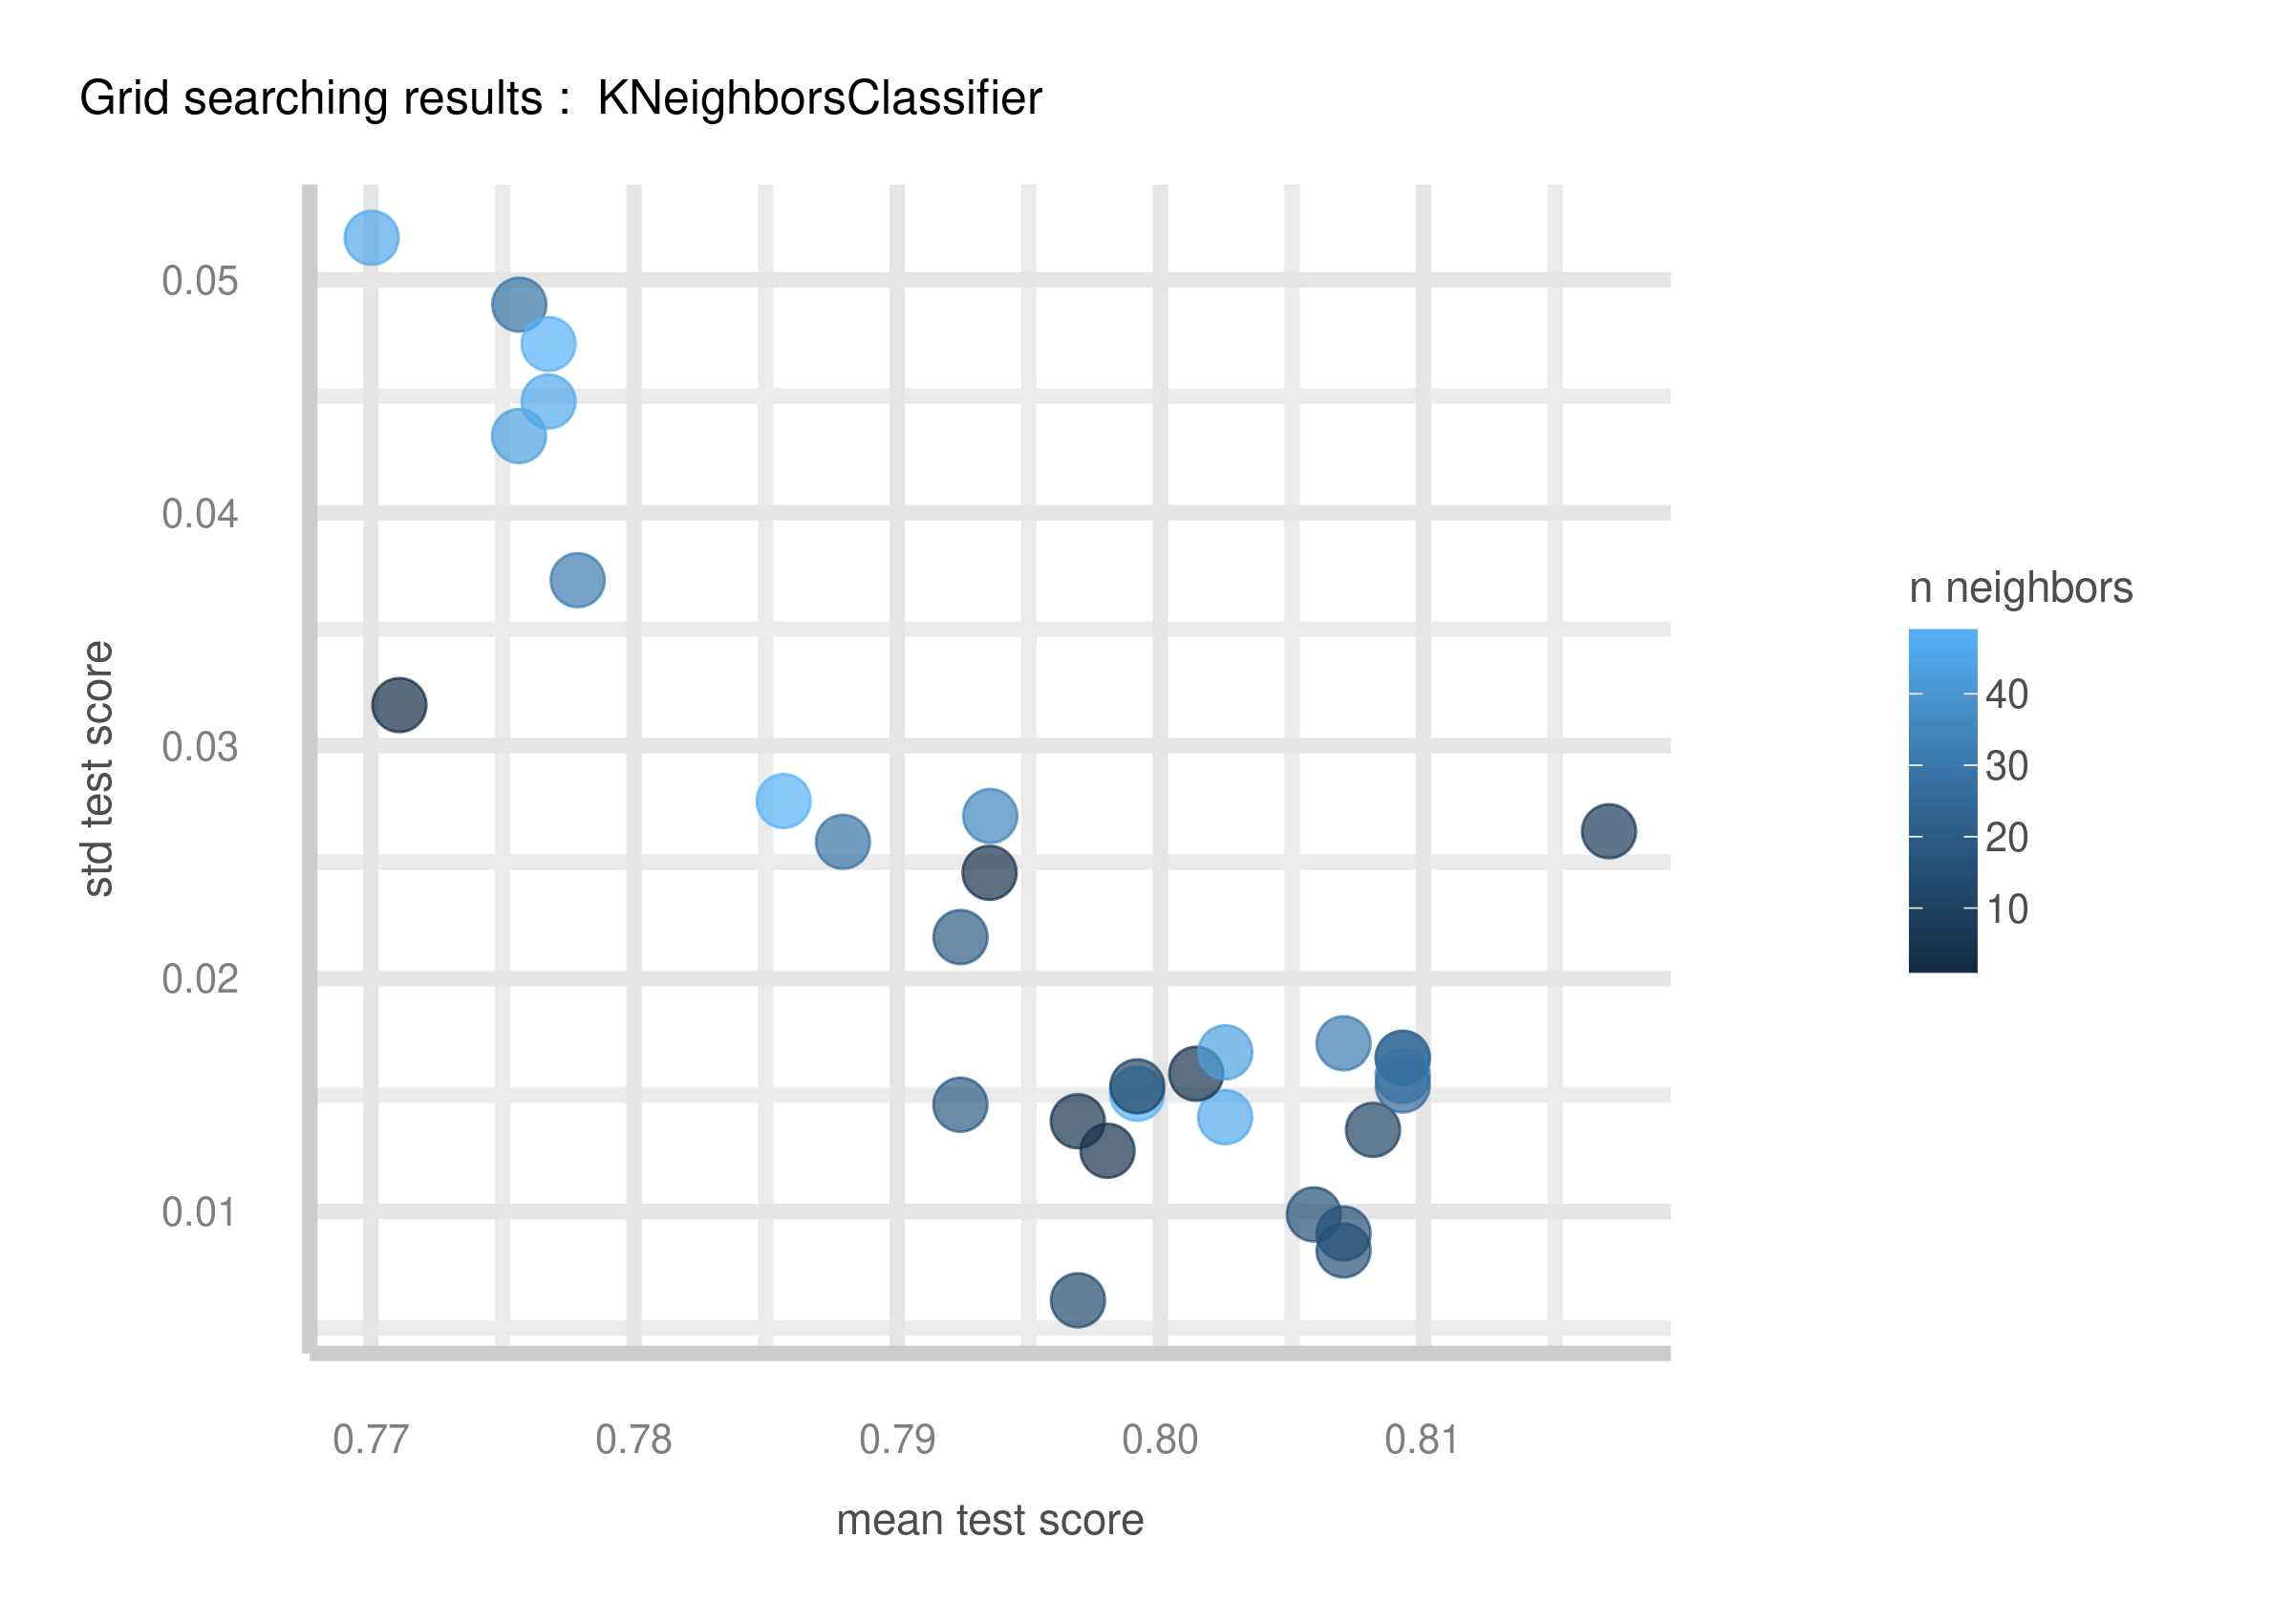 Grid searching results :  KNeighborsClassifier
0.05
0.04
0.03
0.02
0.01
std test score
0.77 0.78 0.79 0.80 0.81
mean test score
n neighbors
40
30
20
10